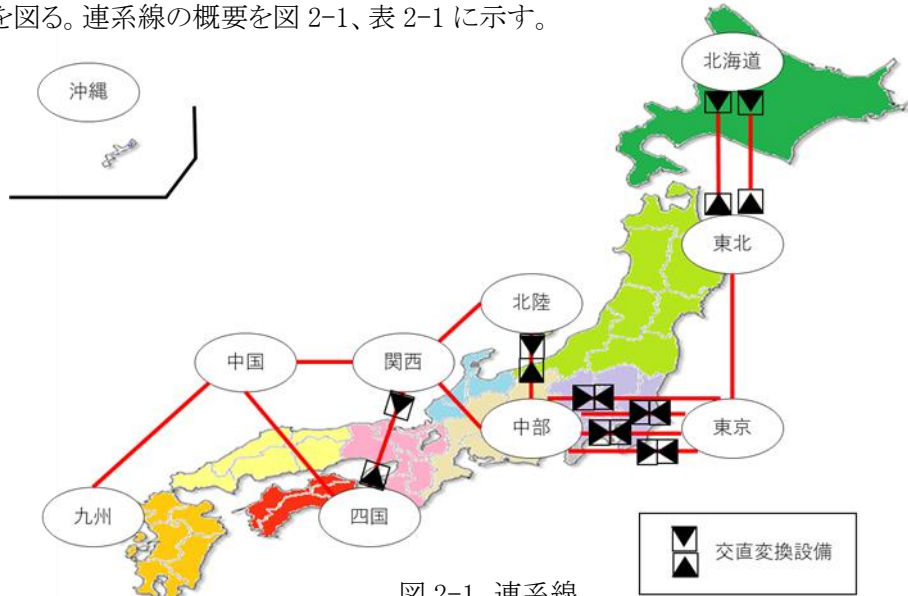 を図る。連系線の概要を図 2-1、表 2-1 に示す。
北海道
沖縄
東北
北陸
中国
関西
中部
東京
九州
四国
交直変換設備
図 2-1 連系線